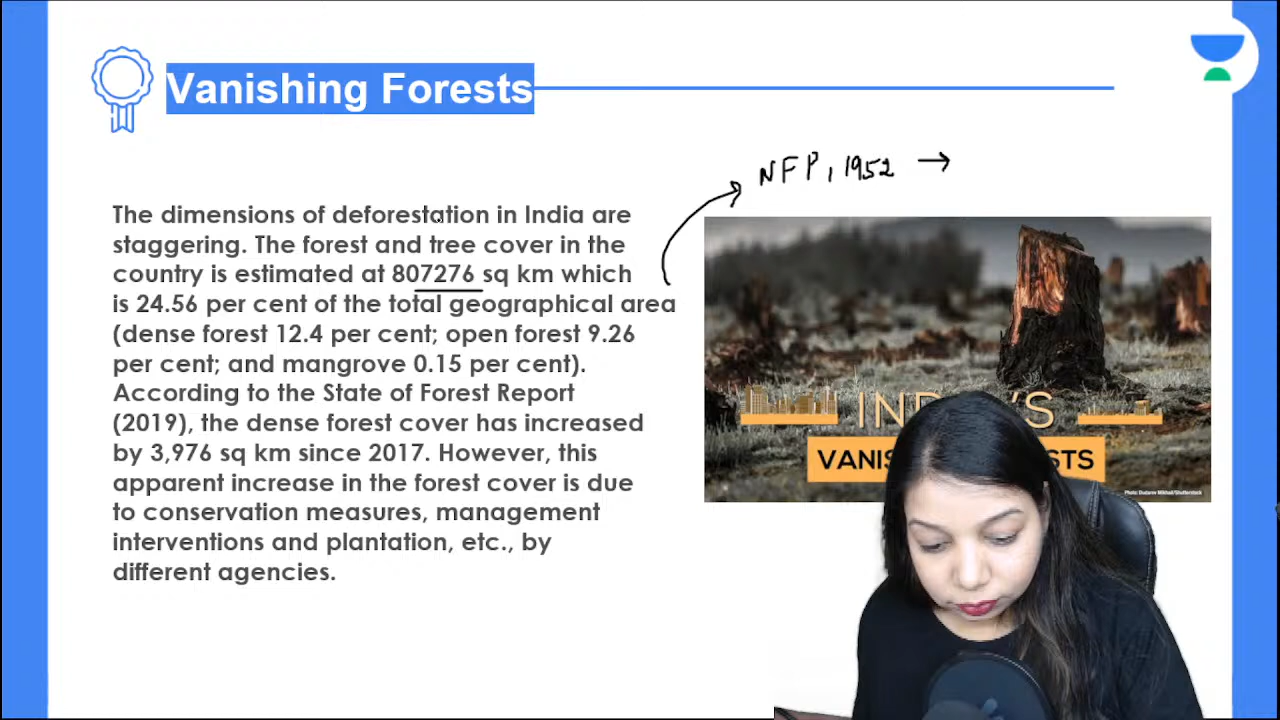 Vanishing Forests
NFP, 1952 →
The dimensions of deforestation in India are
staggering. The forest and tree cover in the
country is estimated at 807276 sq km which
is 24.56 per cent of the total geographical area
(dense forest 12.4 per cent; open forest 9.26
per cent; and mangrove 0.15 per cent).
According to the State of Forest Report
(2019), the dense forest cover has increased
by 3,976 sq km since 2017. However, this
apparent increase in the forest cover is due
to conservation measures, management
interventions and plantation, etc., by
different agencies.
Photo: Dudarev Mikhail/Shutterstock